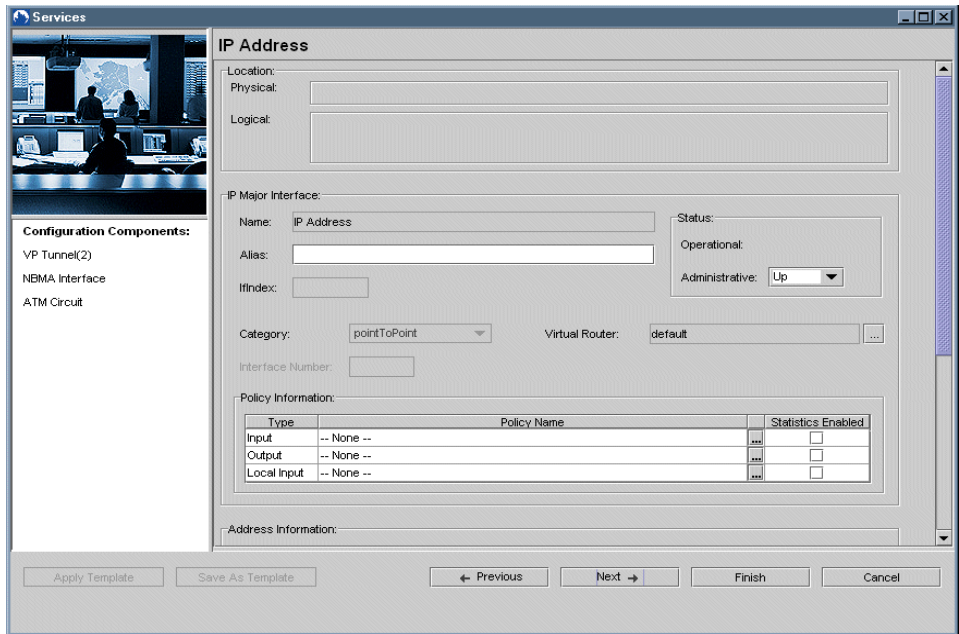 Services
IP Address
Location:
Physical:
Logical:
IP Major Interface:
Name: IP Address
Status:
Operational:
Alias:
Administrative: Up
IfIndex:
Category: pointToPoint Virtual Router: default ...
Interface Number:
Policy Information:
Type Policy Name Statistics Enabled
Input -- None -- ...
Output -- None -- ...
Local Input -- None -- ...
Address Information:
Configuration Components:
VP Tunnel(2)
NBMA Interface
ATM Circuit
Apply Template Save As Template ← Previous Next → Finish Cancel